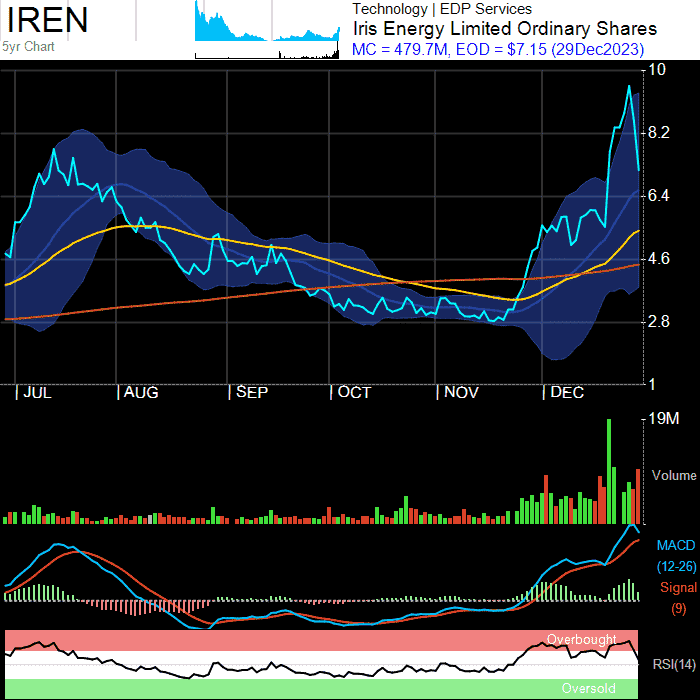 IREN
5yr Chart
Technology | EDP Services
Iris Energy Limited Ordinary Shares
MC = 479.7M, EOD = $7.15 (29Dec2023)
10
8.2
6.4
4.6
2.8
1
| JUL | AUG | SEP | OCT | NOV | DEC
19M
Volume
MACD
(12-26)
Signal
(9)
Overbought
RSI(14)
Oversold